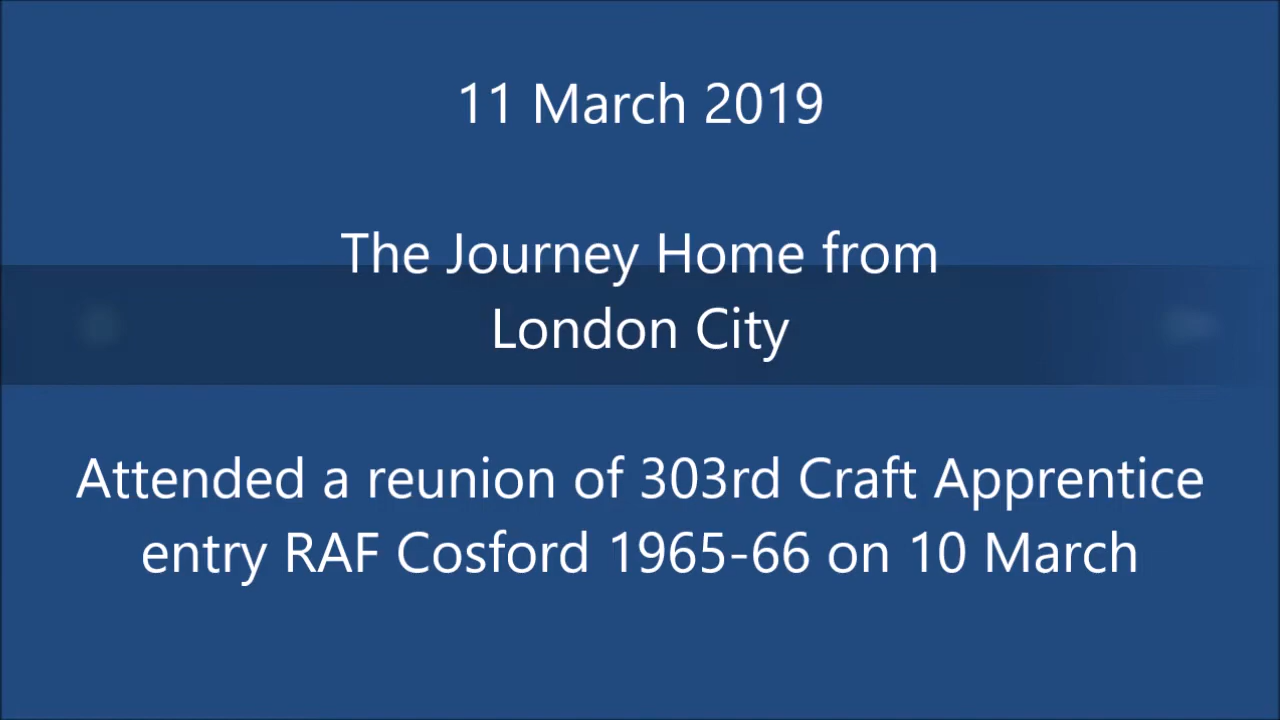 11 March 2019
The Journey Home from
London City
Attended a reunion of 303rd Craft Apprentice
entry RAF Cosford 1965-66 on 10 March